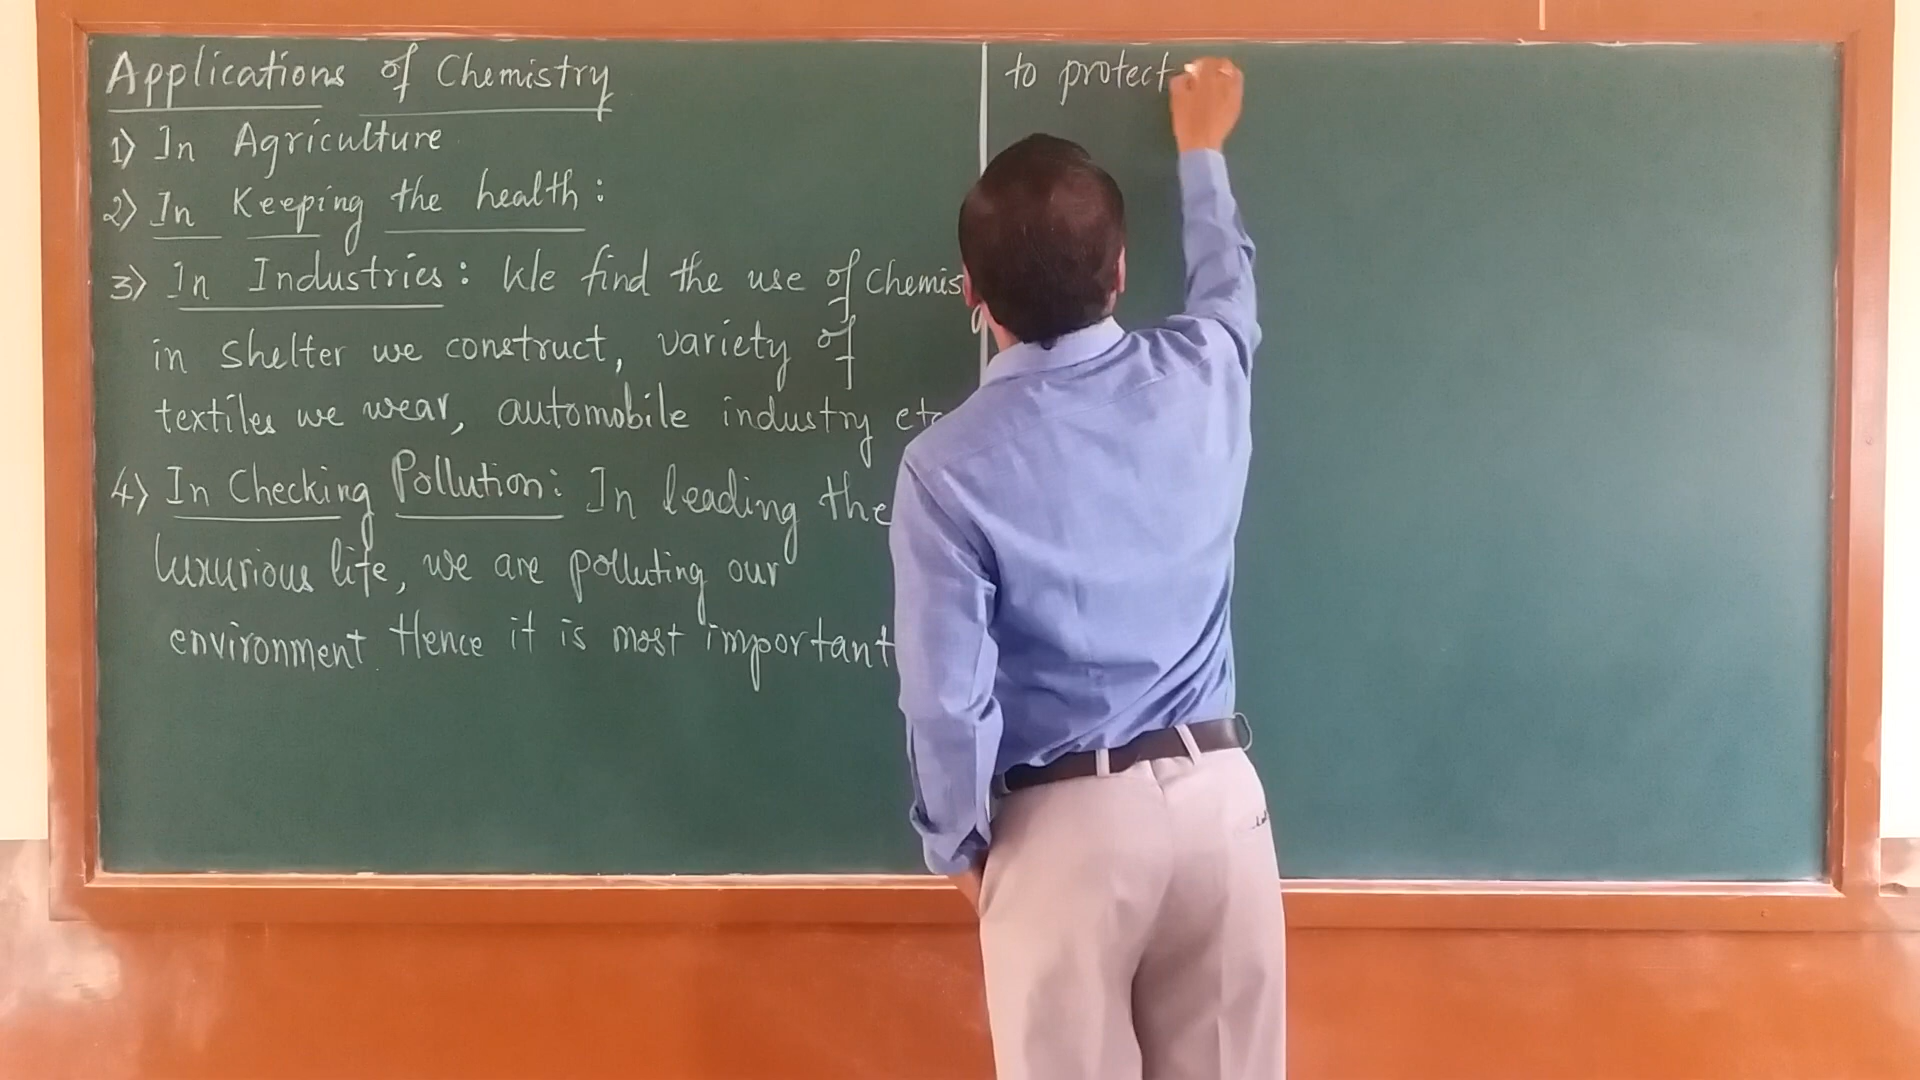 Applications of Chemistry
1) In Agriculture
2) In Keeping the health:
3) In Industries: We find the use of Chemis
in shelter we construct, variety of
textiles we wear, automobile industry etc
4) In Checking Pollution: In leading the
luxurious life, we are polluting our
environment. Hence it is most important
to protect